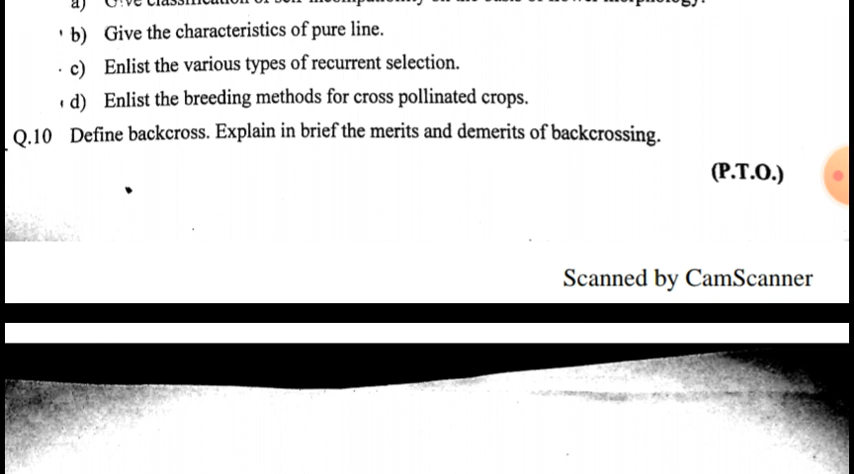 b) Give the characteristics of pure line.
c) Enlist the various types of recurrent selection.
d) Enlist the breeding methods for cross pollinated crops.
Q.10 Define backcross. Explain in brief the merits and demerits of backcrossing.
(P.T.O.)
Scanned by CamScanner